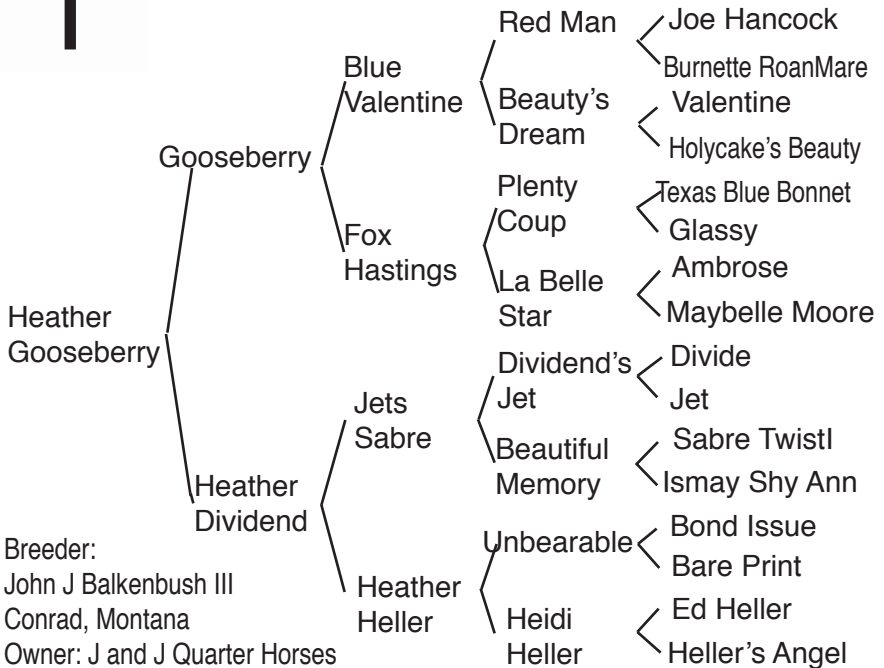 Red Man
Joe Hancock
Burnette RoanMare
Blue
Valentine
Beauty's
Dream
Valentine
Holycake's Beauty
Gooseberry
Plenty
Coup
Texas Blue Bonnet
Glassy
Fox
Hastings
La Belle
Star
Ambrose
Maybelle Moore
Heather
Gooseberry
Dividend's
Jet
Divide
Jet
Jets
Sabre
Beautiful
Memory
Sabre TwistI
Ismay Shy Ann
Heather
Dividend
Unbearable
Bond Issue
Bare Print
Heather
Heller
Heidi
Heller
Ed Heller
Heller's Angel
Breeder:
John J Balkenbush III
Conrad, Montana
Owner: J and J Quarter Horses